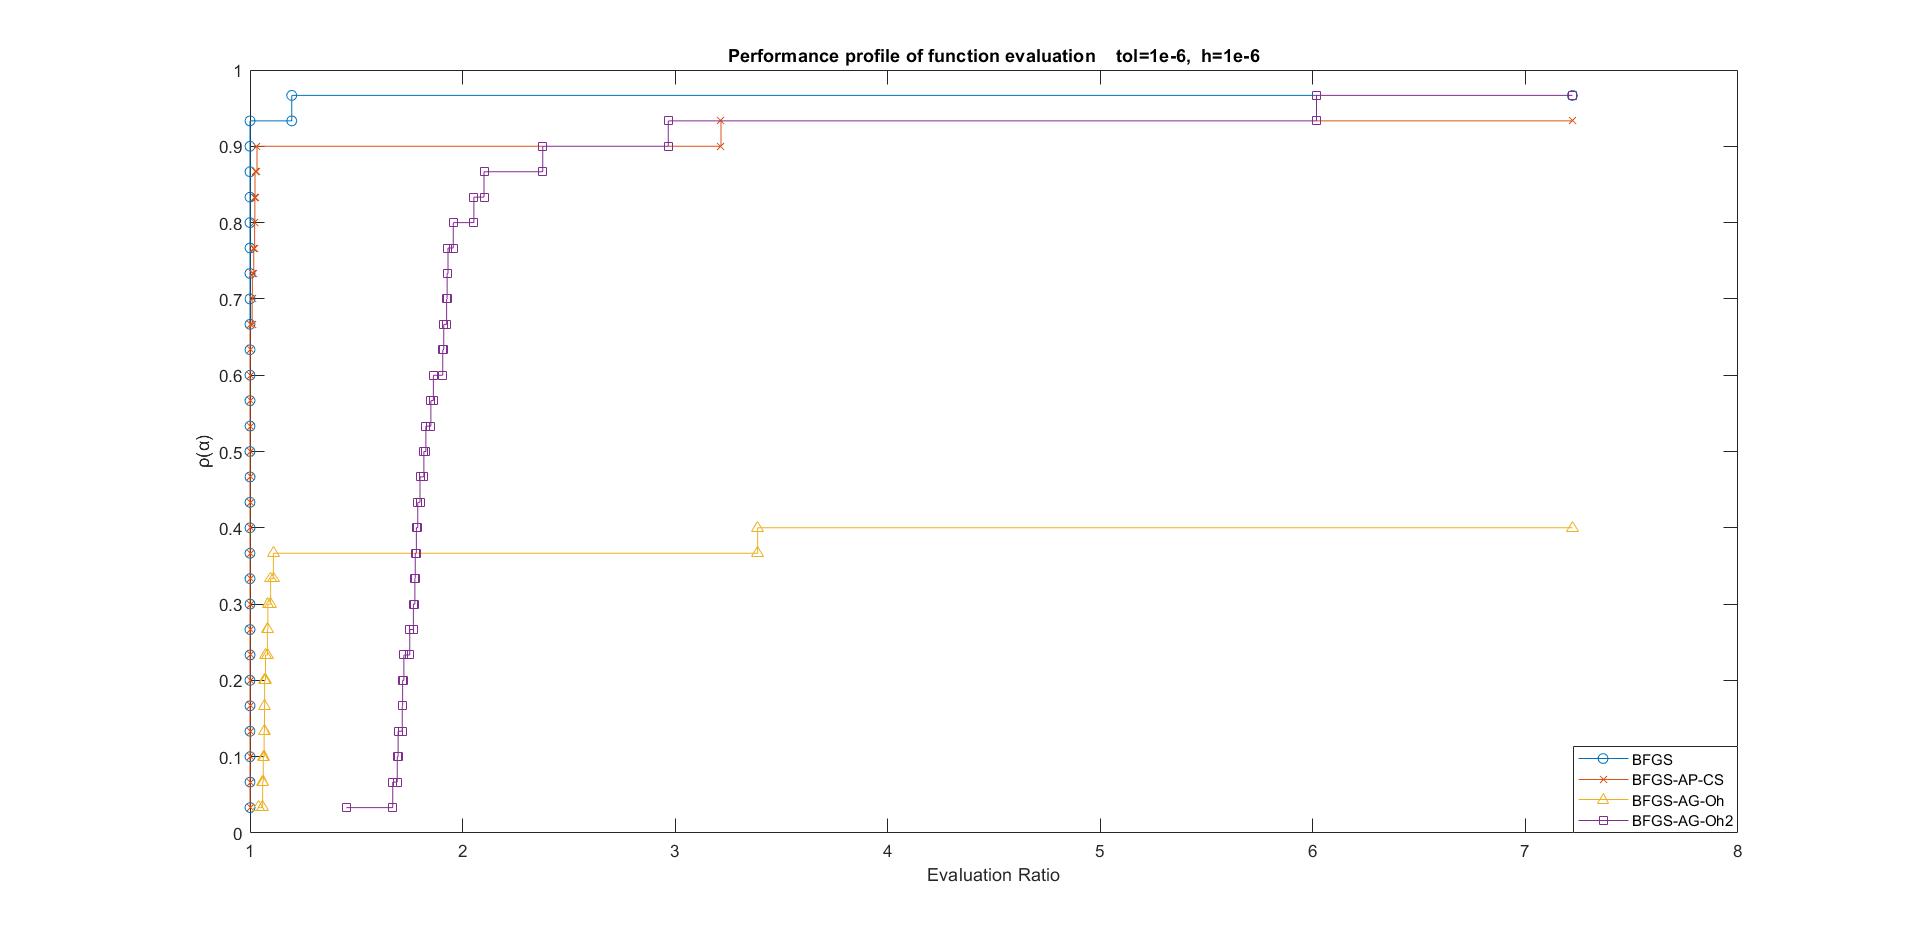 Performance profile of function evaluation tol=1e-6, h=1e-6
1
0.9
0.8
0.7
0.6
0.5
0.4
0.3
0.2
0.1
0
ρ(α)
1 2 3 4 5 6 7 8
Evaluation Ratio
BFGS
BFGS-AP-CS
BFGS-AG-Oh
BFGS-AG-Oh2